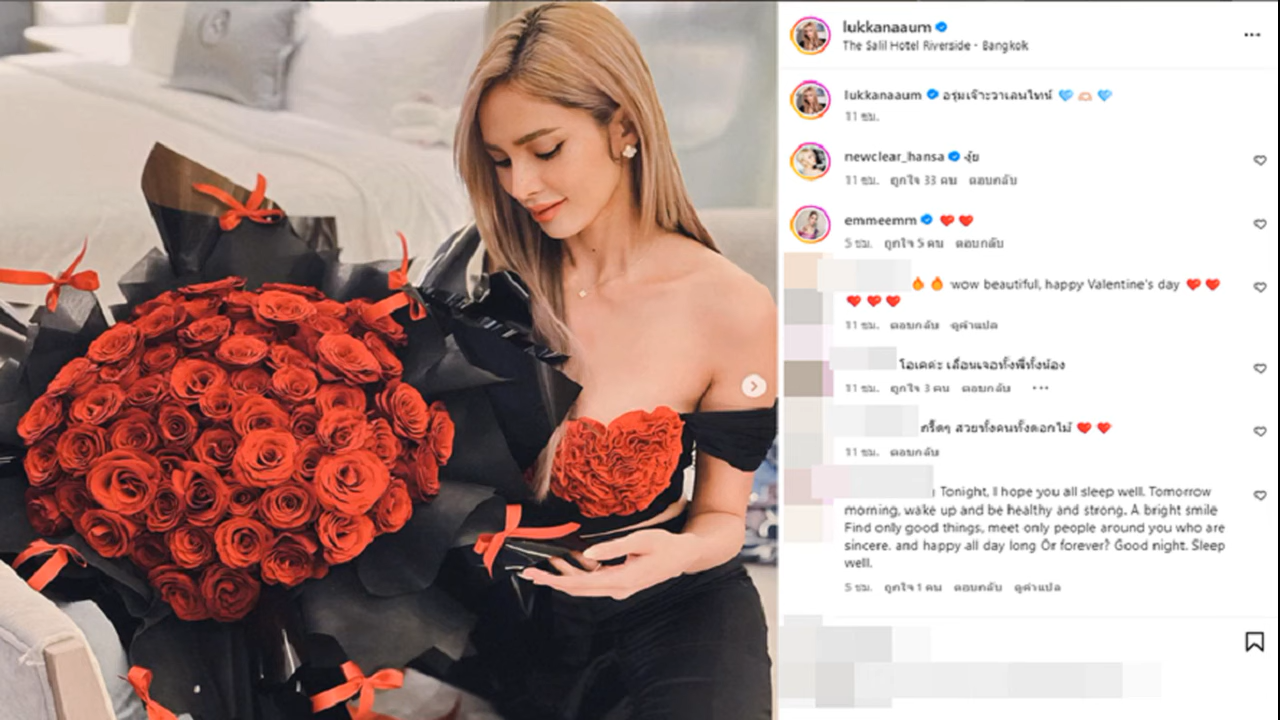 lukkanaaum
The Salil Hotel Riverside - Bangkok
lukkanaaum อรุ่มเจ๊าะวาเลนไทน์
11 ชม.
newclear_hansa งุ้ย
11 ชม. ถูกใจ 33 คน ตอบกลับ
emmeemm
5 ชม. ถูกใจ 5 คน ตอบกลับ
wow beautiful, happy Valentine's day
11 ชม. ตอบกลับ ดูคำแปล
โอเคค่ะ เลื่อนเจอทั้งพี่ทั้งน้อง
11 ชม. ถูกใจ 3 คน ตอบกลับ
กรี๊ดๆ สวยทั้งคนทั้งดอกไม้
11 ชม. ตอบกลับ
Tonight, I hope you all sleep well. Tomorrow
morning, wake up and be healthy and strong. A bright smile
Find only good things, meet only people around you who are
sincere. and happy all day long Or forever? Good night. Sleep
well.
5 ชม. ถูกใจ 1 คน ตอบกลับ ดูคำแปล